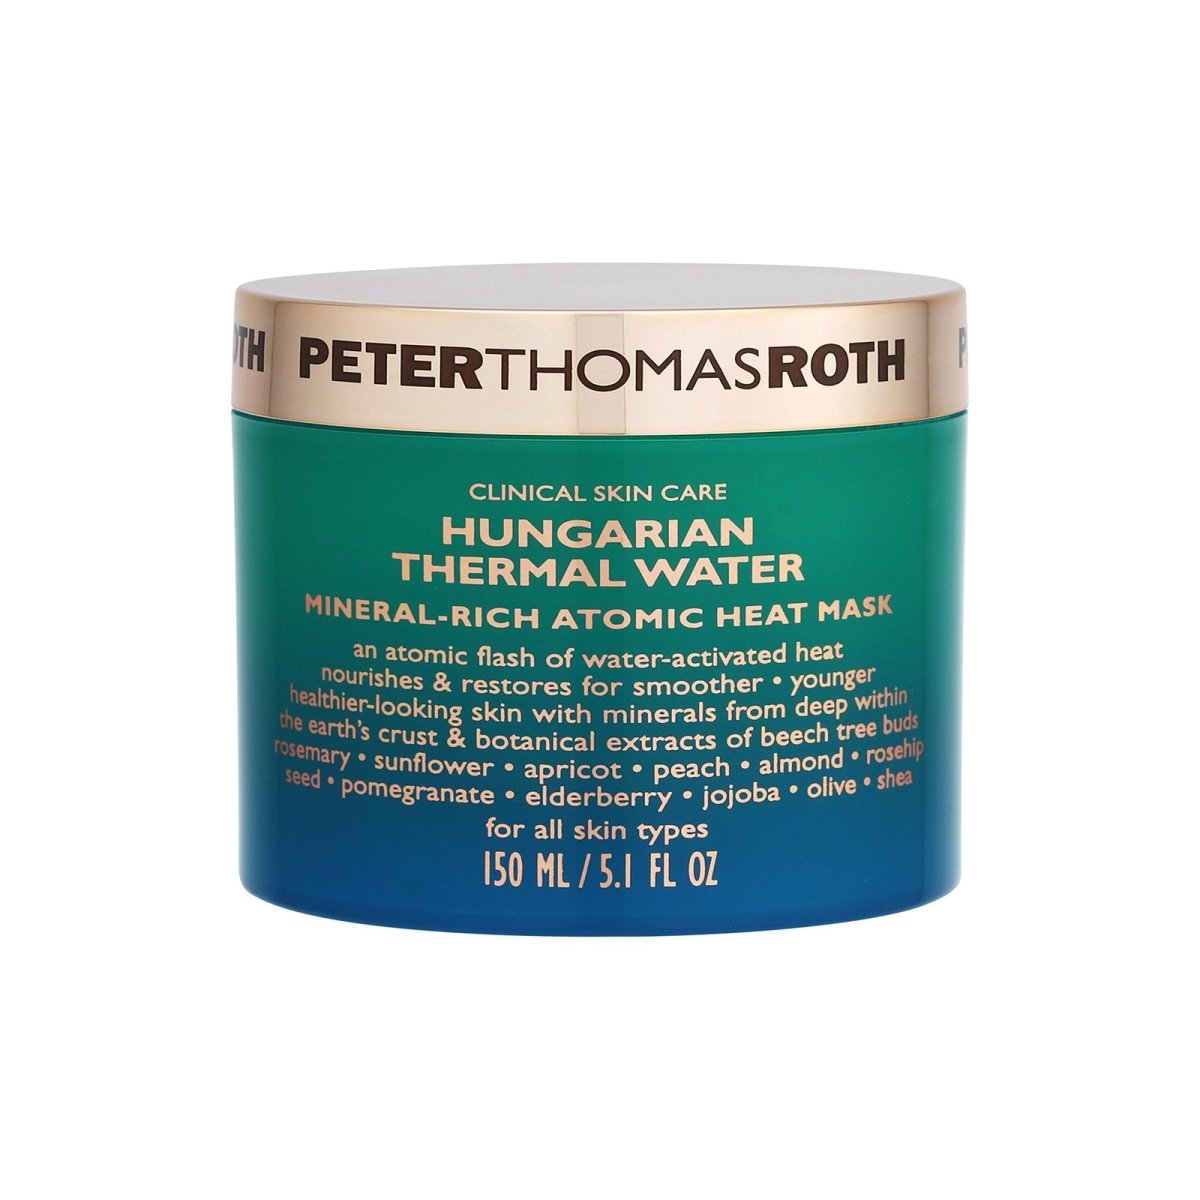 OTH PETERTHOMASROTH P
CLINICAL SKIN CARE
HUNGARIAN
THERMAL WATER
MINERAL-RICH ATOMIC HEAT MASK
an atomic flash of water-activated heat
nourishes & restores for smoother • younger
healthier-looking skin with minerals from deep within
the earth's crust & botanical extracts of beech tree buds
rosemary • sunflower • apricot • peach • almond • rosehip
seed • pomegranate • elderberry • jojoba • olive • shea
for all skin types
150 ML / 5.1 FL OZ